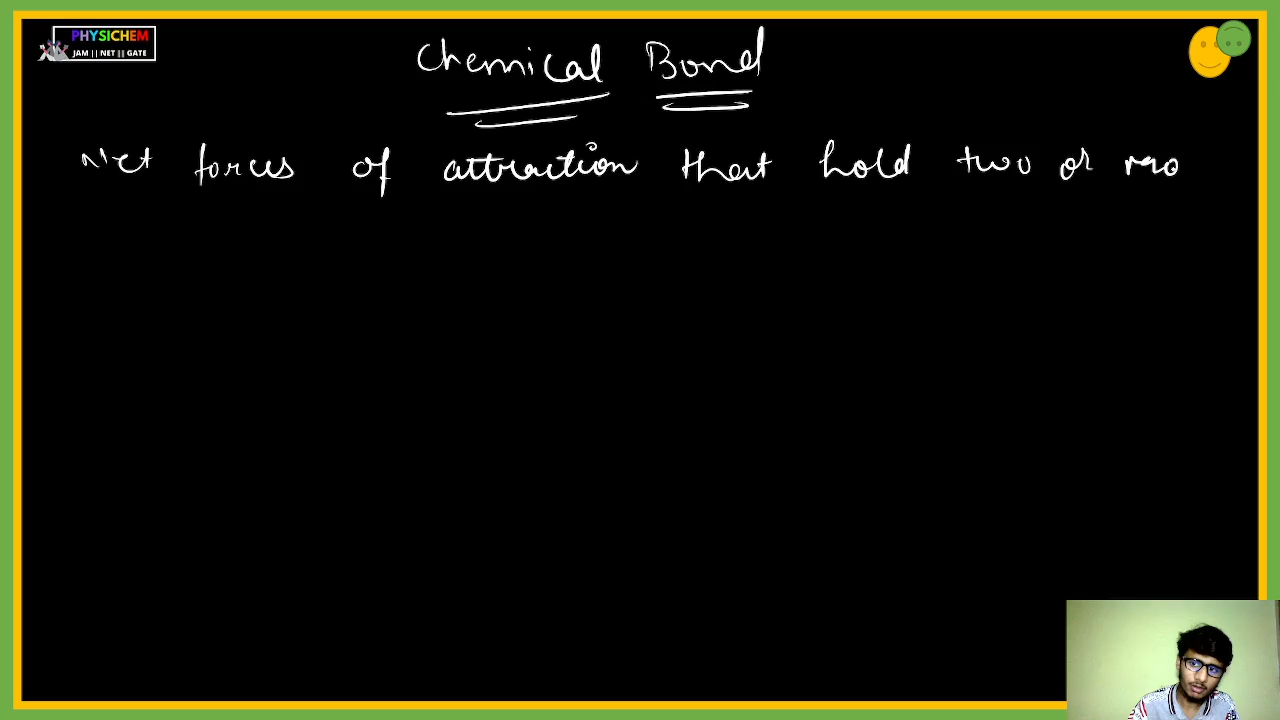 PHYSICHEM
JAM || NET || GATE
Chemical Bond
Net forces of attraction that hold two or mo